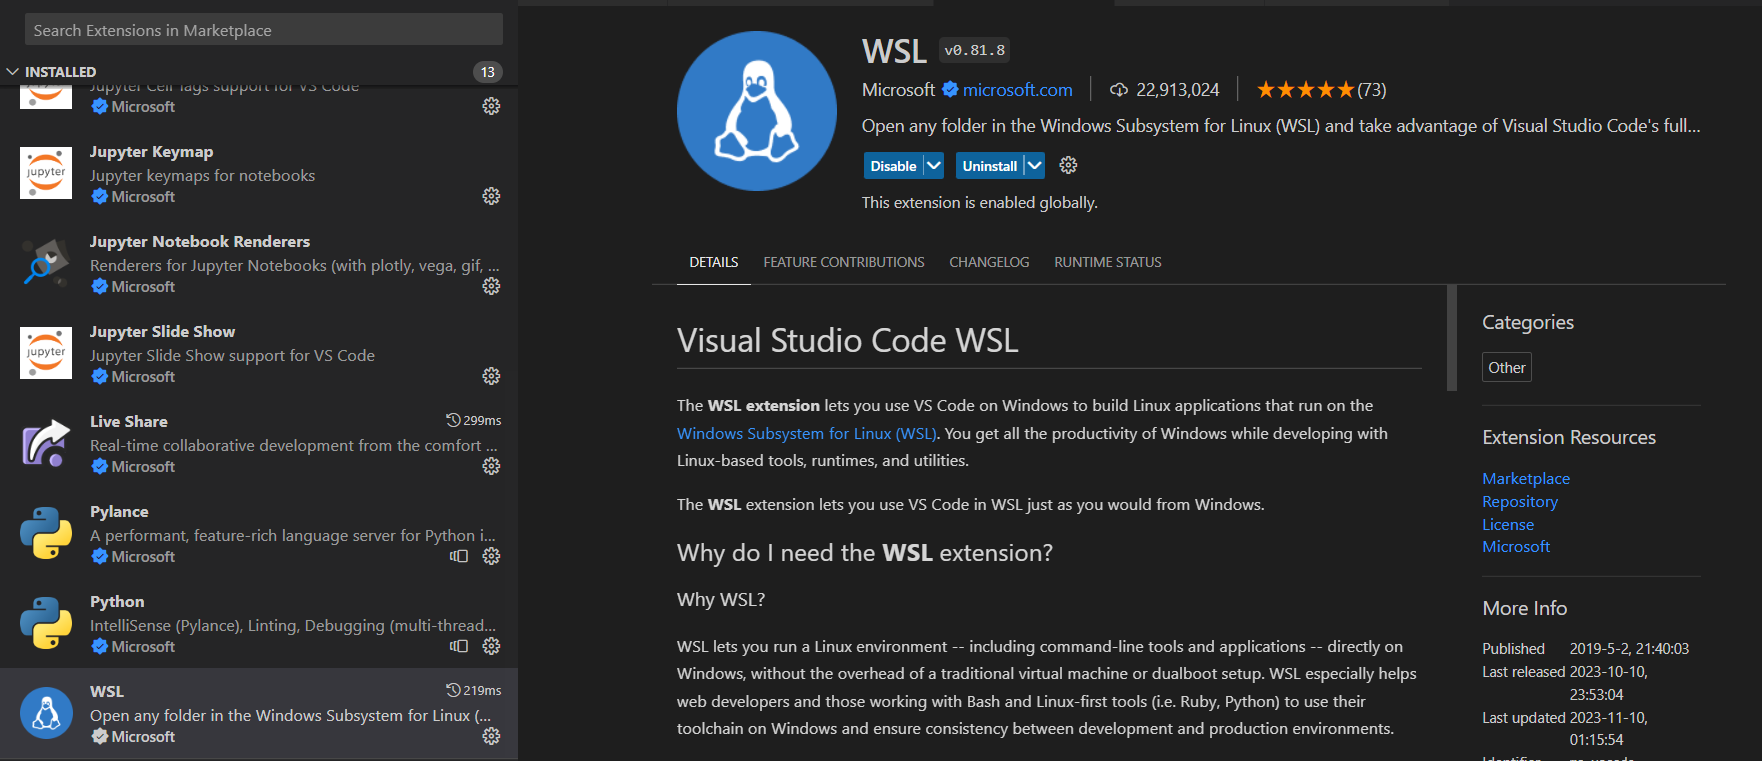 Search Extensions in Marketplace
INSTALLED
13
Jupyter Cell Tags support for VS Code
Microsoft
jupyter
Jupyter Keymap
Jupyter keymaps for notebooks
Microsoft
Jupyter Notebook Renderers
Renderers for Jupyter Notebooks (with plotly, vega, gif, ...
Microsoft
jupyter
Jupyter Slide Show
Jupyter Slide Show support for VS Code
Microsoft
Live Share
299ms
Real-time collaborative development from the comfort ...
Microsoft
Pylance
A performant, feature-rich language server for Python i...
Microsoft
Python
IntelliSense (Pylance), Linting, Debugging (multi-thread...
Microsoft
WSL
219ms
Open any folder in the Windows Subsystem for Linux (...
Microsoft
WSL v0.81.8
Microsoft microsoft.com 22,913,024 (73)
Open any folder in the Windows Subsystem for Linux (WSL) and take advantage of Visual Studio Code's full...
Disable Uninstall
This extension is enabled globally.
DETAILS FEATURE CONTRIBUTIONS CHANGELOG RUNTIME STATUS
Visual Studio Code WSL
The WSL extension lets you use VS Code on Windows to build Linux applications that run on the
Windows Subsystem for Linux (WSL). You get all the productivity of Windows while developing with
Linux-based tools, runtimes, and utilities.
The WSL extension lets you use VS Code in WSL just as you would from Windows.
Why do I need the WSL extension?
Why WSL?
WSL lets you run a Linux environment -- including command-line tools and applications -- directly on
Windows, without the overhead of a traditional virtual machine or dualboot setup. WSL especially helps
web developers and those working with Bash and Linux-first tools (i.e. Ruby, Python) to use their
toolchain on Windows and ensure consistency between development and production environments.
Categories
Other
Extension Resources
Marketplace
Repository
License
Microsoft
More Info
Published 2019-5-2, 21:40:03
Last released 2023-10-10,
23:53:04
Last updated 2023-11-10,
01:15:54
Identifier